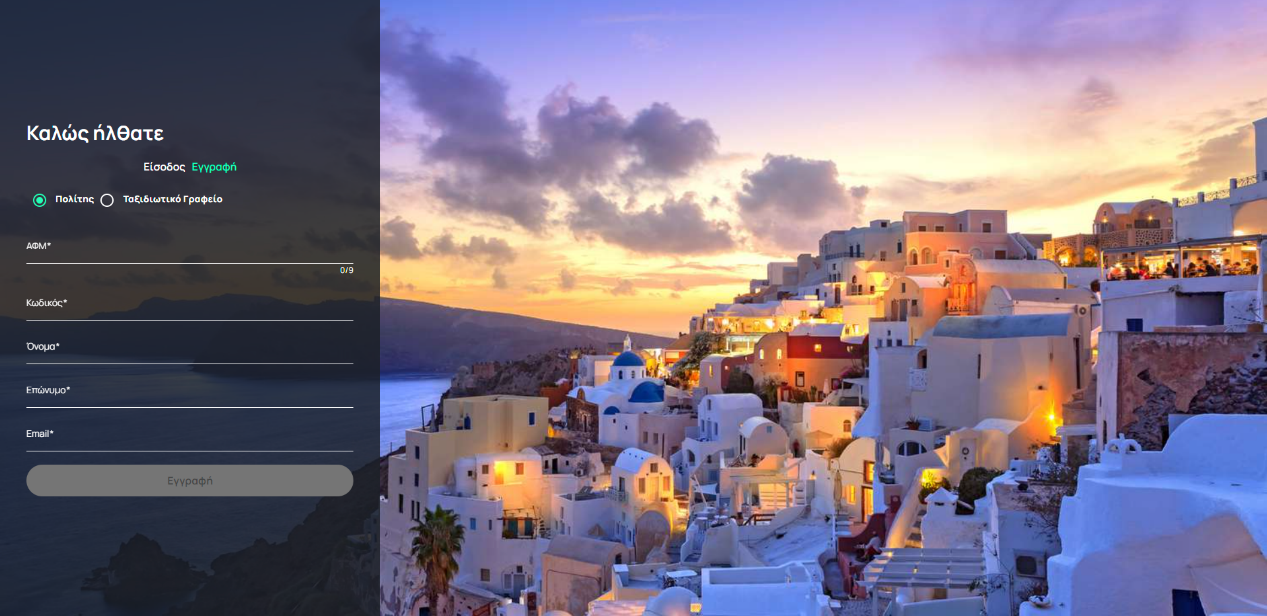 Καλώς ήλθατε
Είσοδος Εγγραφή
Πολίτης Ταξιδιωτικό Γραφείο
ΑΦΜ*
0/9
Κωδικός*
Όνομα*
Επώνυμο*
Email*
Εγγραφή